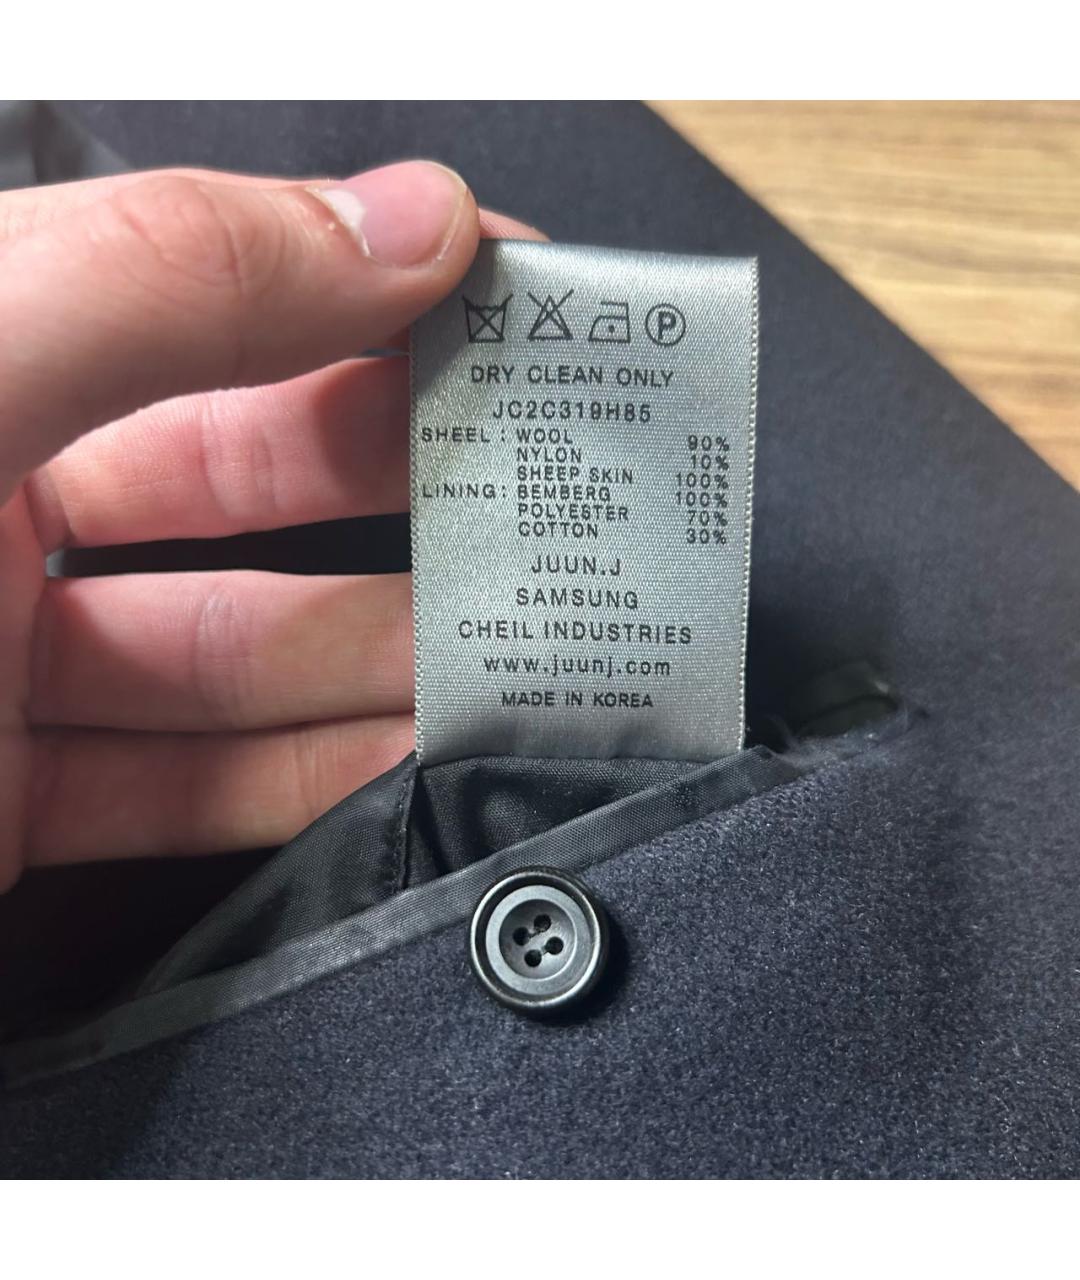 P
DRY CLEAN ONLY
JC2C319H85
SHEEL : WOOL 90%
NYLON 10%
SHEEP SKIN 100%
LINING : BEMBERG 100%
POLYESTER 70%
COTTON 30%
JUUN.J
SAMSUNG
CHEIL INDUSTRIES
www.juunj.com
MADE IN KOREA